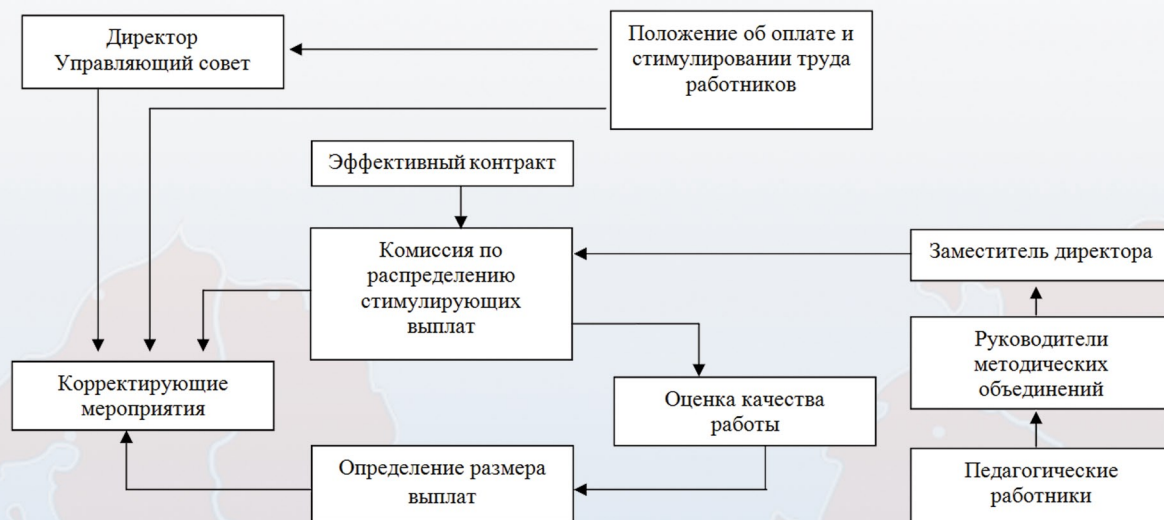 Директор
Управляющий совет
Положение об оплате и
стимулировании труда
работников
Эффективный контракт
Комиссия по
распределению
стимулирующих
выплат
Заместитель директора
Руководители
методических
объединений
Корректирующие
мероприятия
Оценка качества
работы
Определение размера
выплат
Педагогические
работники